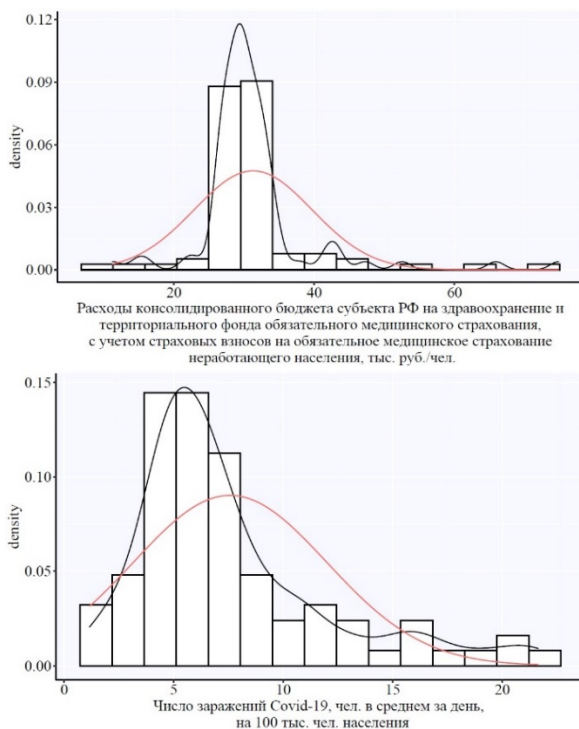 0.12
0.09
0.06
0.03
0.00
density
20
40
60
Расходы консолидированного бюджета субъекта РФ на здравоохранение и
территориального фонда обязательного медицинского страхования,
с учетом страховых взносов на обязательное медицинское страхование
неработающего населения, тыс. руб./чел.
0.15
0.10
0.05
0.00
density
0
5
10
15
20
Число заражений Covid-19, чел. в среднем за день,
на 100 тыс. чел. населения